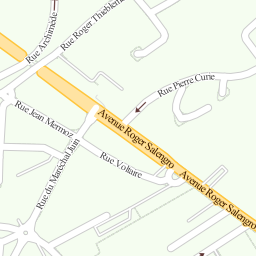 Rue Archimède
Rue Roger Thieblem
Rue Pierre Curie
Rue Jean Mermoz
Avenue Roger Salengro
Rue Voltaire
Rue du Maréchal Juin
Avenue Roger Salengro